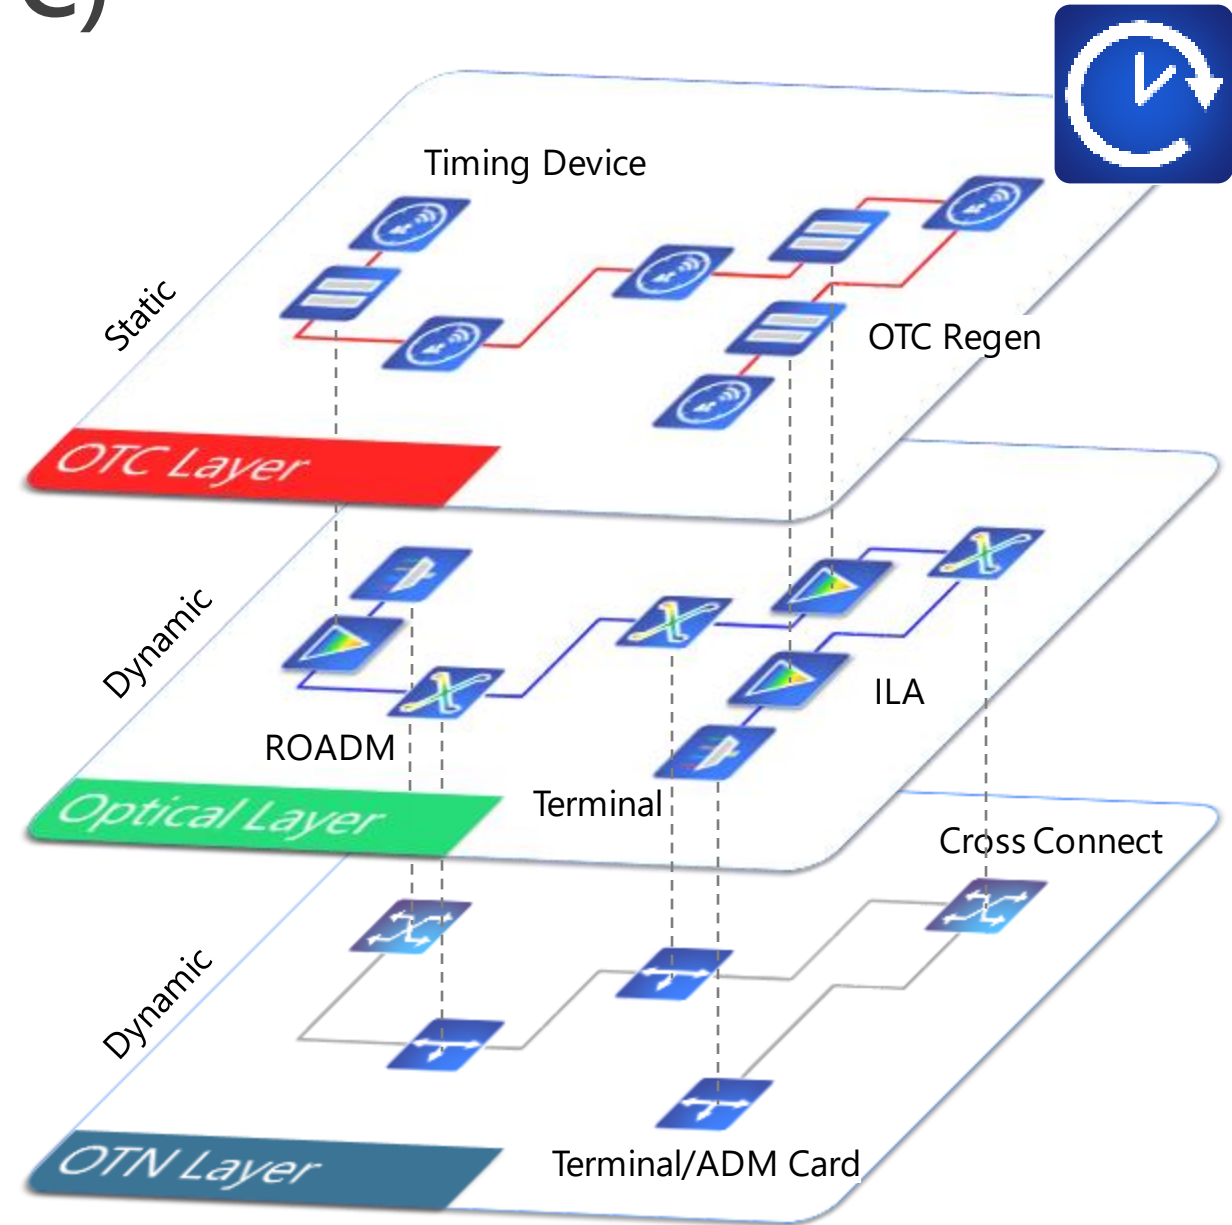 C)
Timing Device
Static
OTC Regen
OTC Layer
Dynamic
ILA
ROADM
Terminal
Optical Layer
Cross Connect
Dynamic
Terminal/ADM Card
OTN Layer